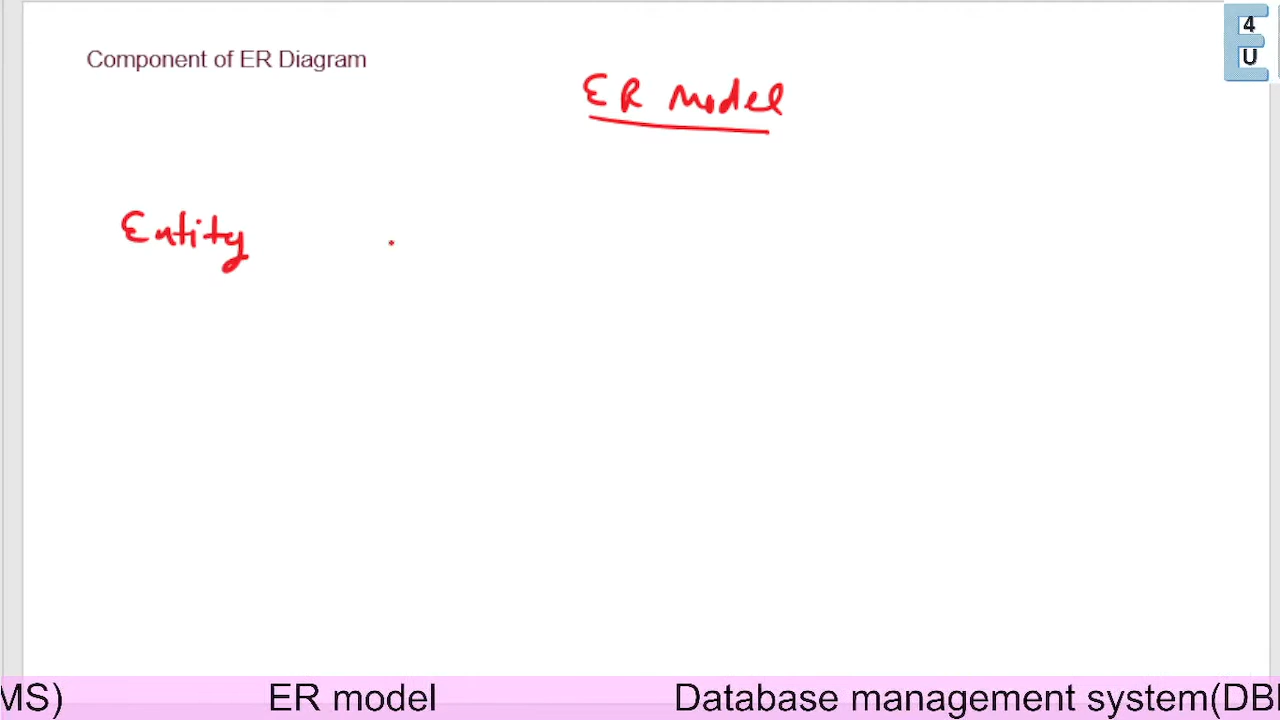 4
U
Component of ER Diagram
ER Model
Entity
MS) ER model Database management system(DB